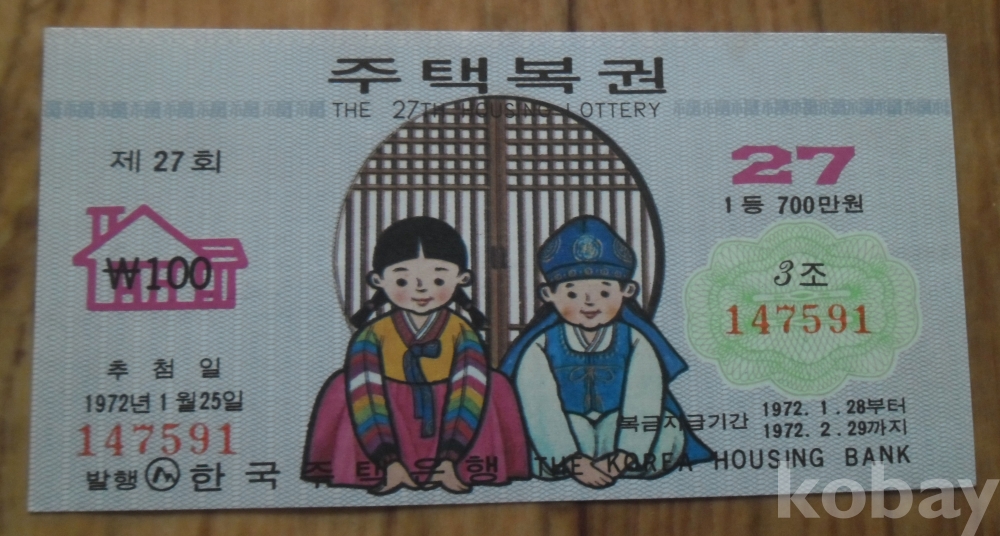 주택복권
THE 27TH HOUSING LOTTERY
제 27 회
27
1 등 700만원
₩100
3조
147591
추 첨 일
1972년 1 월 25일
147591
복금지급기간 1972. 1. 28부터
1972. 2. 29까지
발행 한국주택은행 THE KOREA HOUSING BANK
kobay